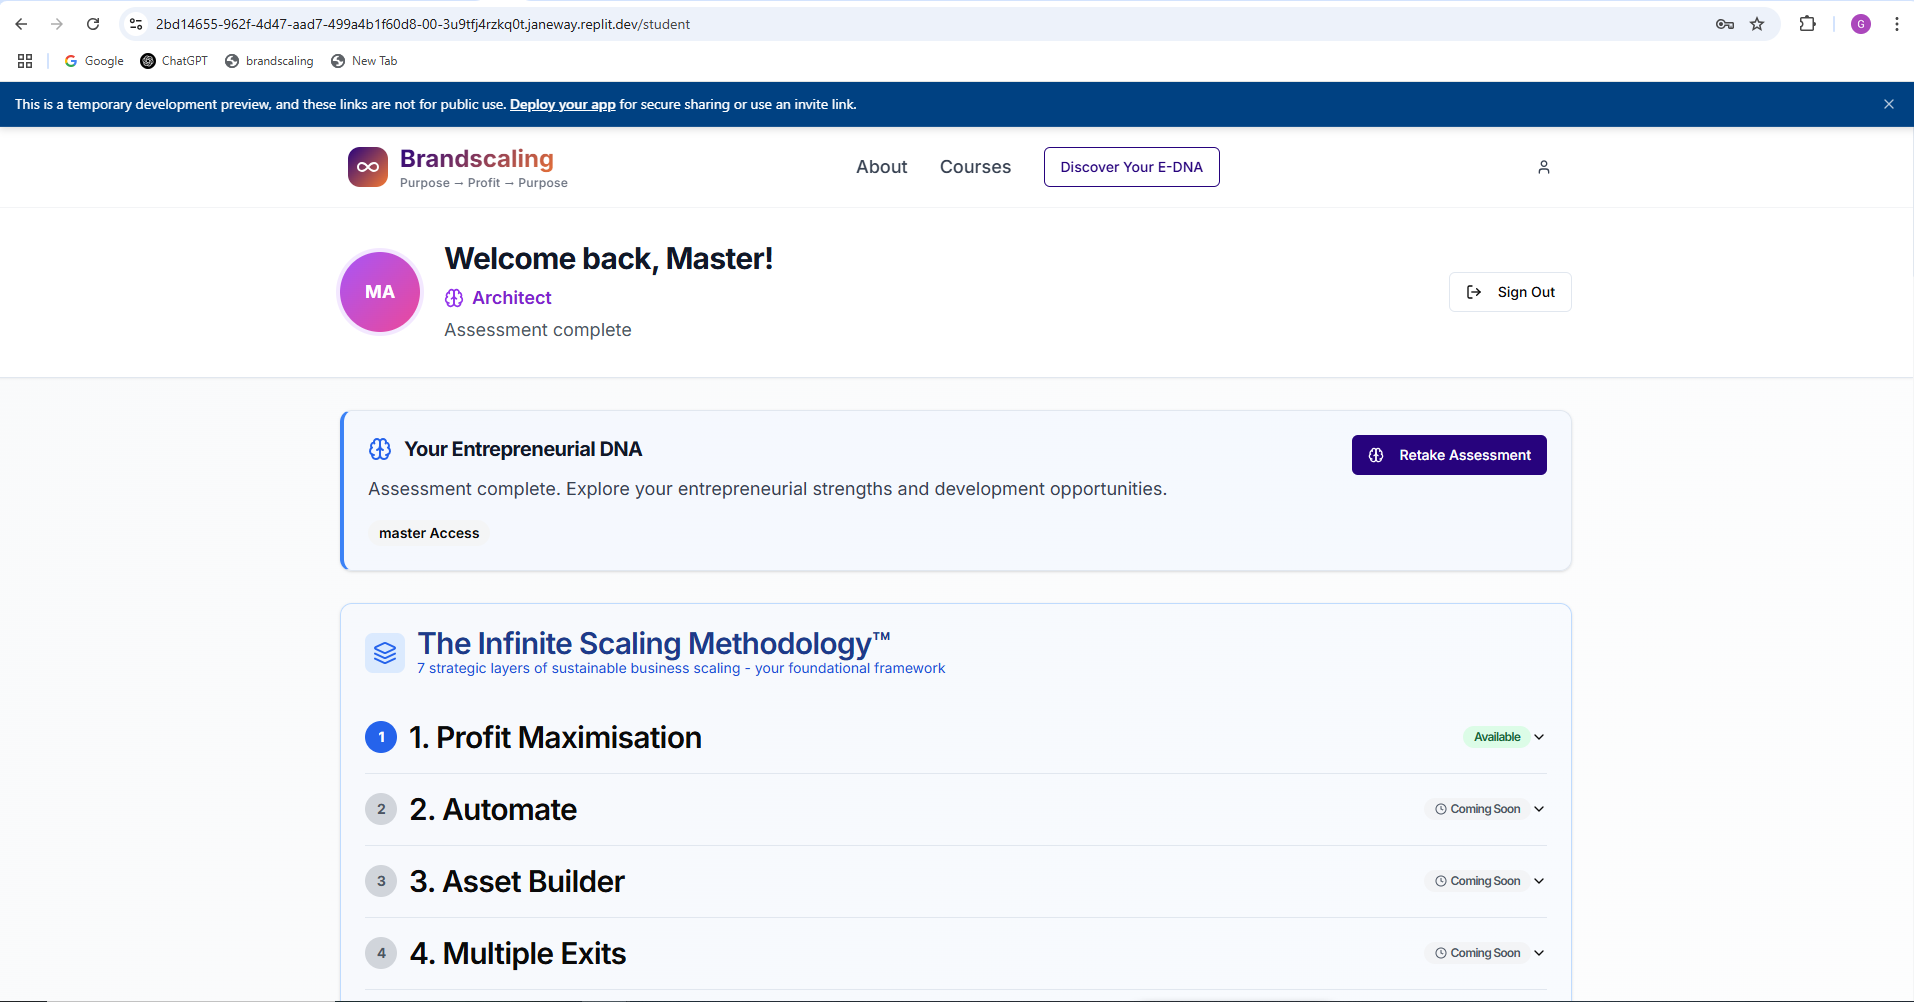 2bd14655-962f-4d47-aad7-499a4b1f60d8-00-3u9tfj4rzkq0t.janeway.replit.dev/student
G
Google
ChatGPT
brandscaling
New Tab
This is a temporary development preview, and these links are not for public use. Deploy your app for secure sharing or use an invite link.
Brandscaling
Purpose → Profit → Purpose
About
Courses
Discover Your E-DNA
MA
Welcome back, Master!
Architect
Assessment complete
Sign Out
Your Entrepreneurial DNA
Retake Assessment
Assessment complete. Explore your entrepreneurial strengths and development opportunities.
master Access
The Infinite Scaling Methodology™
7 strategic layers of sustainable business scaling - your foundational framework
1 1. Profit Maximisation Available
2 2. Automate Coming Soon
3 3. Asset Builder Coming Soon
4 4. Multiple Exits Coming Soon